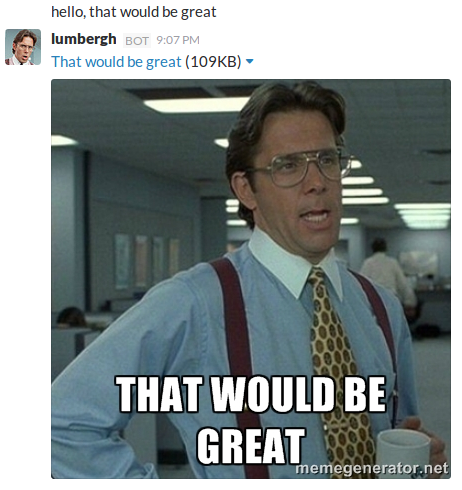 hello, that would be great
lumbergh BOT 9:07 PM
That would be great (109KB)
THAT WOULD BE
GREAT
memegenerator.net